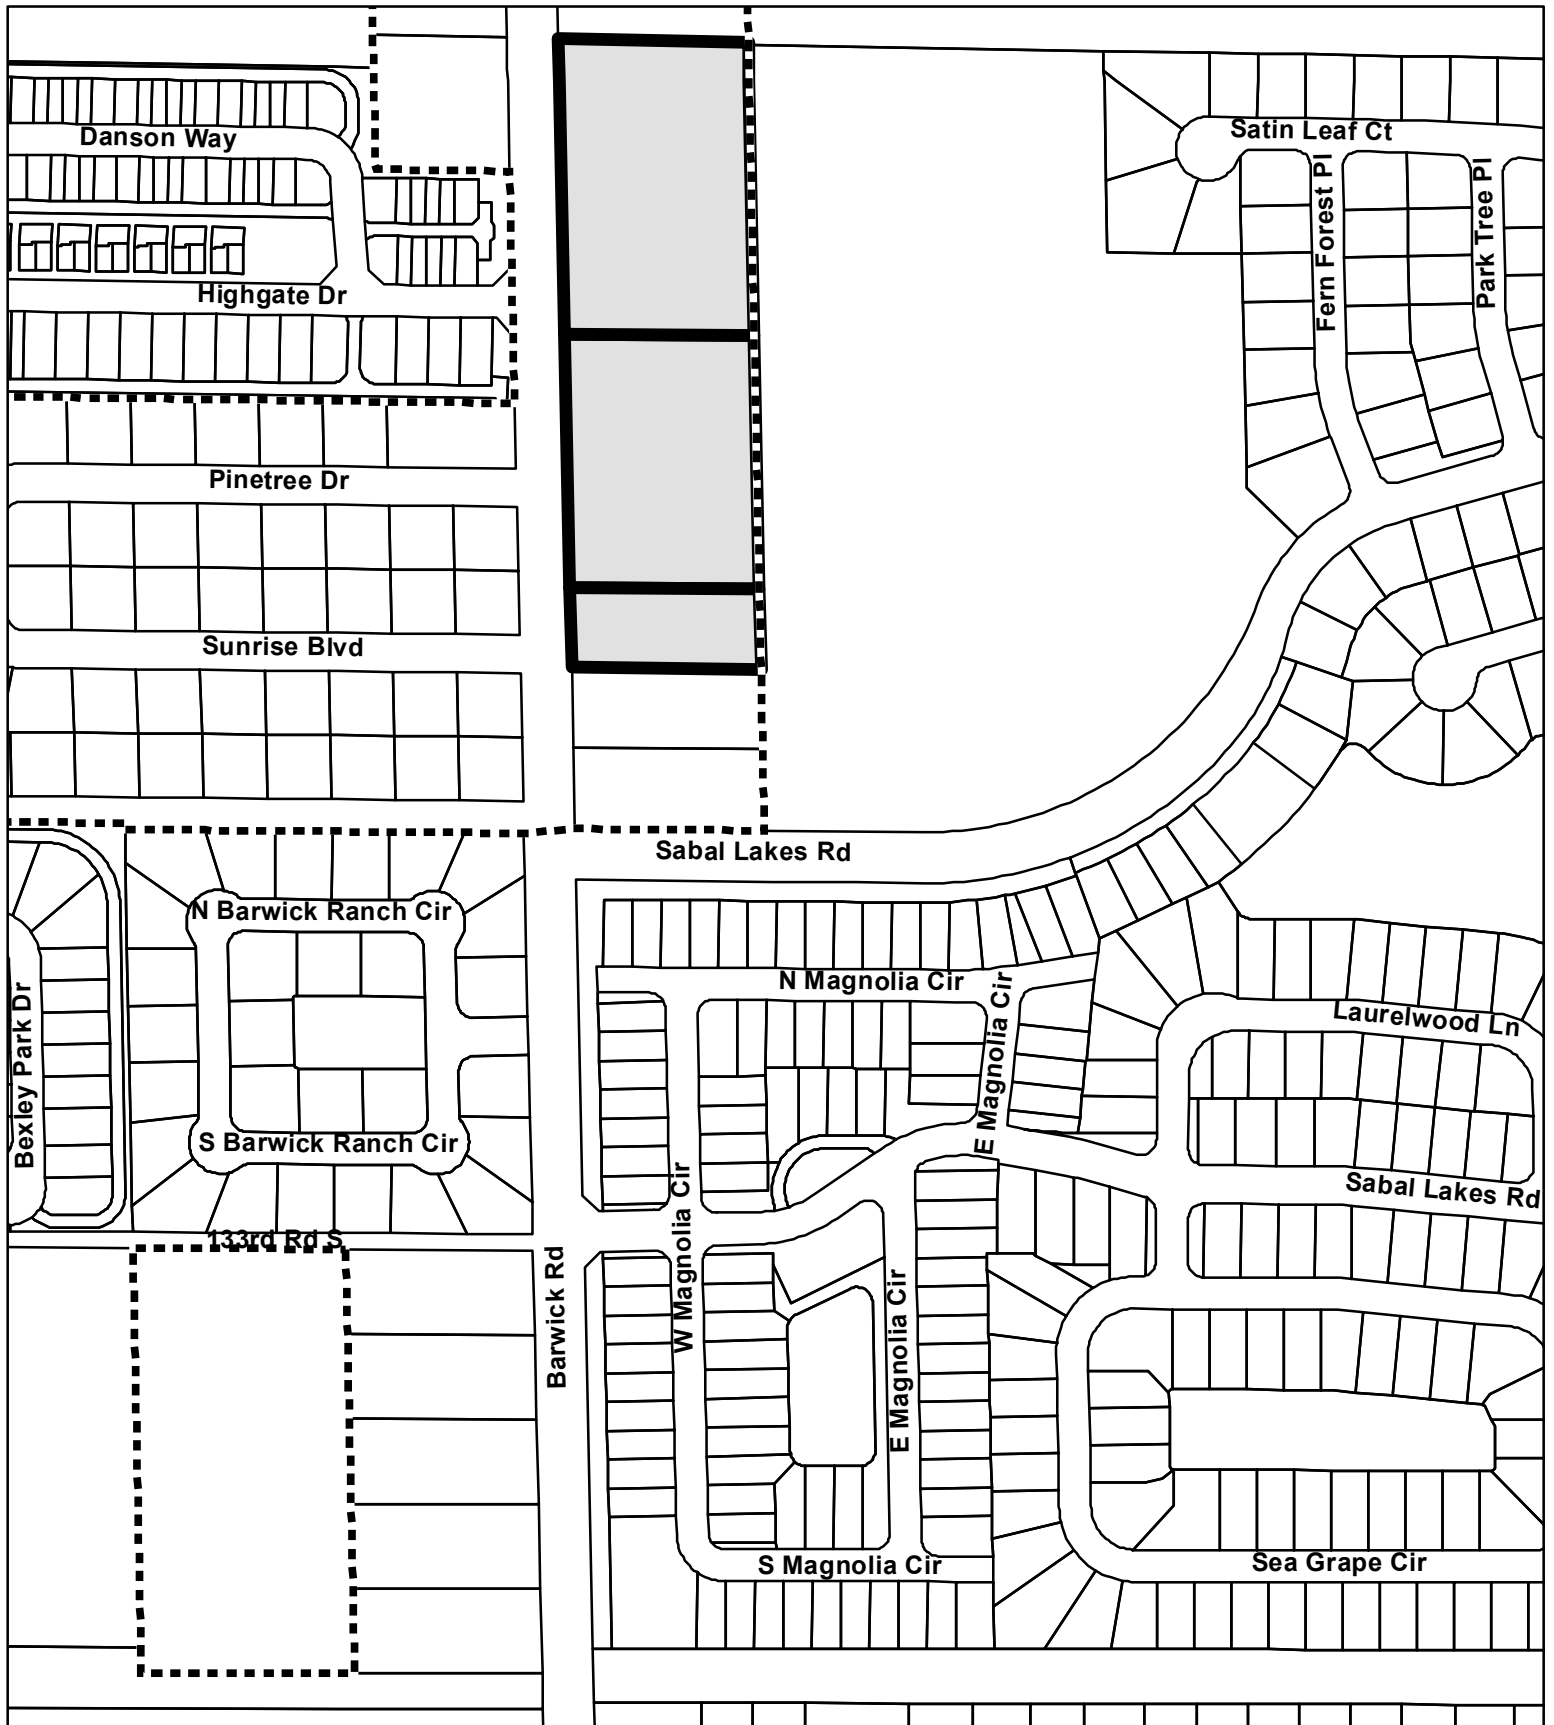 Satin Leaf Ct
Danson Way
Fern Forest Pl
Park Tree Pl
Highgate Dr
Pinetree Dr
Sunrise Blvd
Sabal Lakes Rd
N Barwick Ranch Cir
N Magnolia Cir
E Magnolia Cir
Laurelwood Ln
Bexley Park Dr
S Barwick Ranch Cir
W Magnolia Cir
Sabal Lakes Rd
133rd Rd S
Barwick Rd
E Magnolia Cir
S Magnolia Cir
Sea Grape Cir